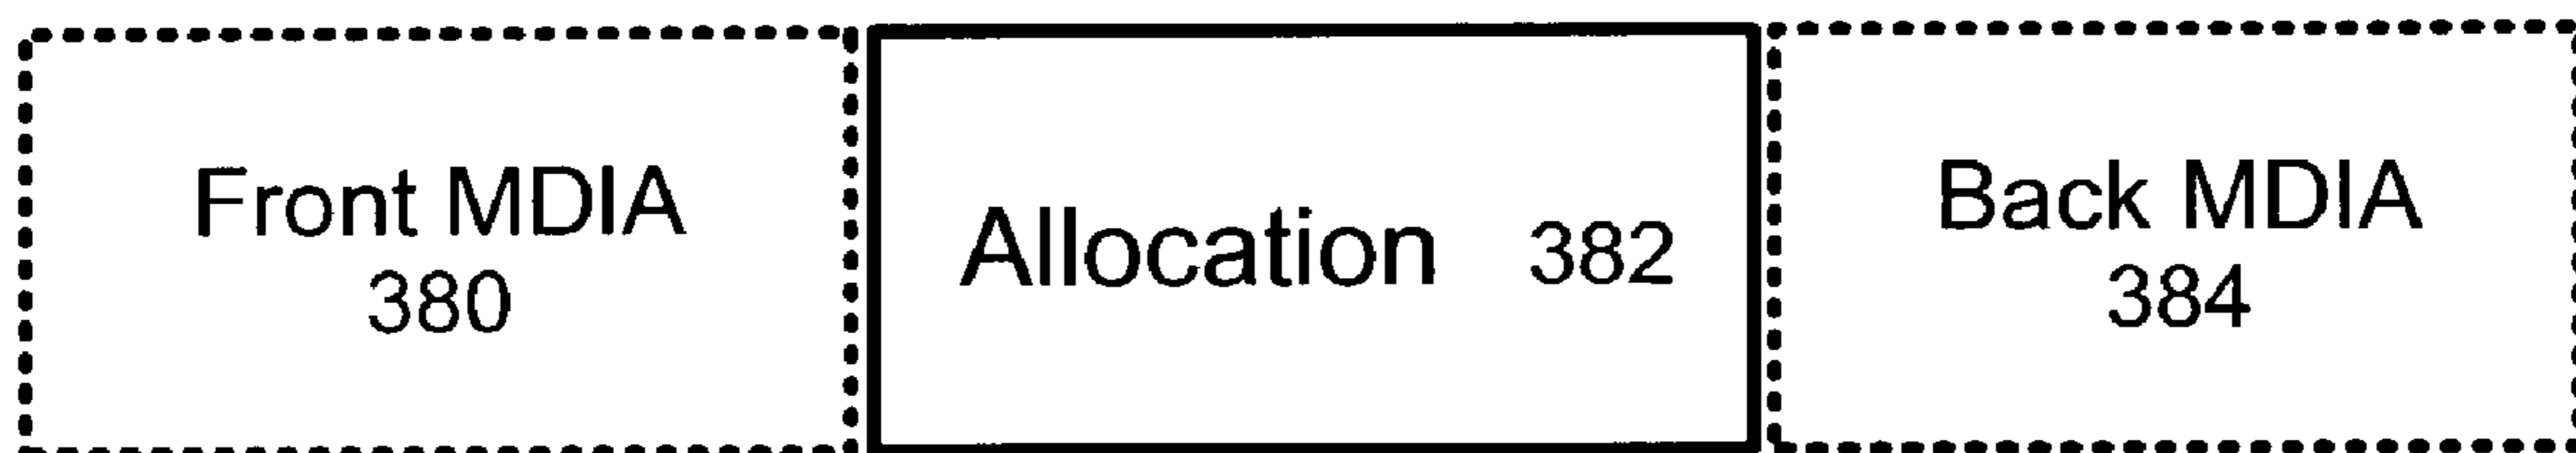 Front MDIA
380
Allocation 382
Back MDIA
384